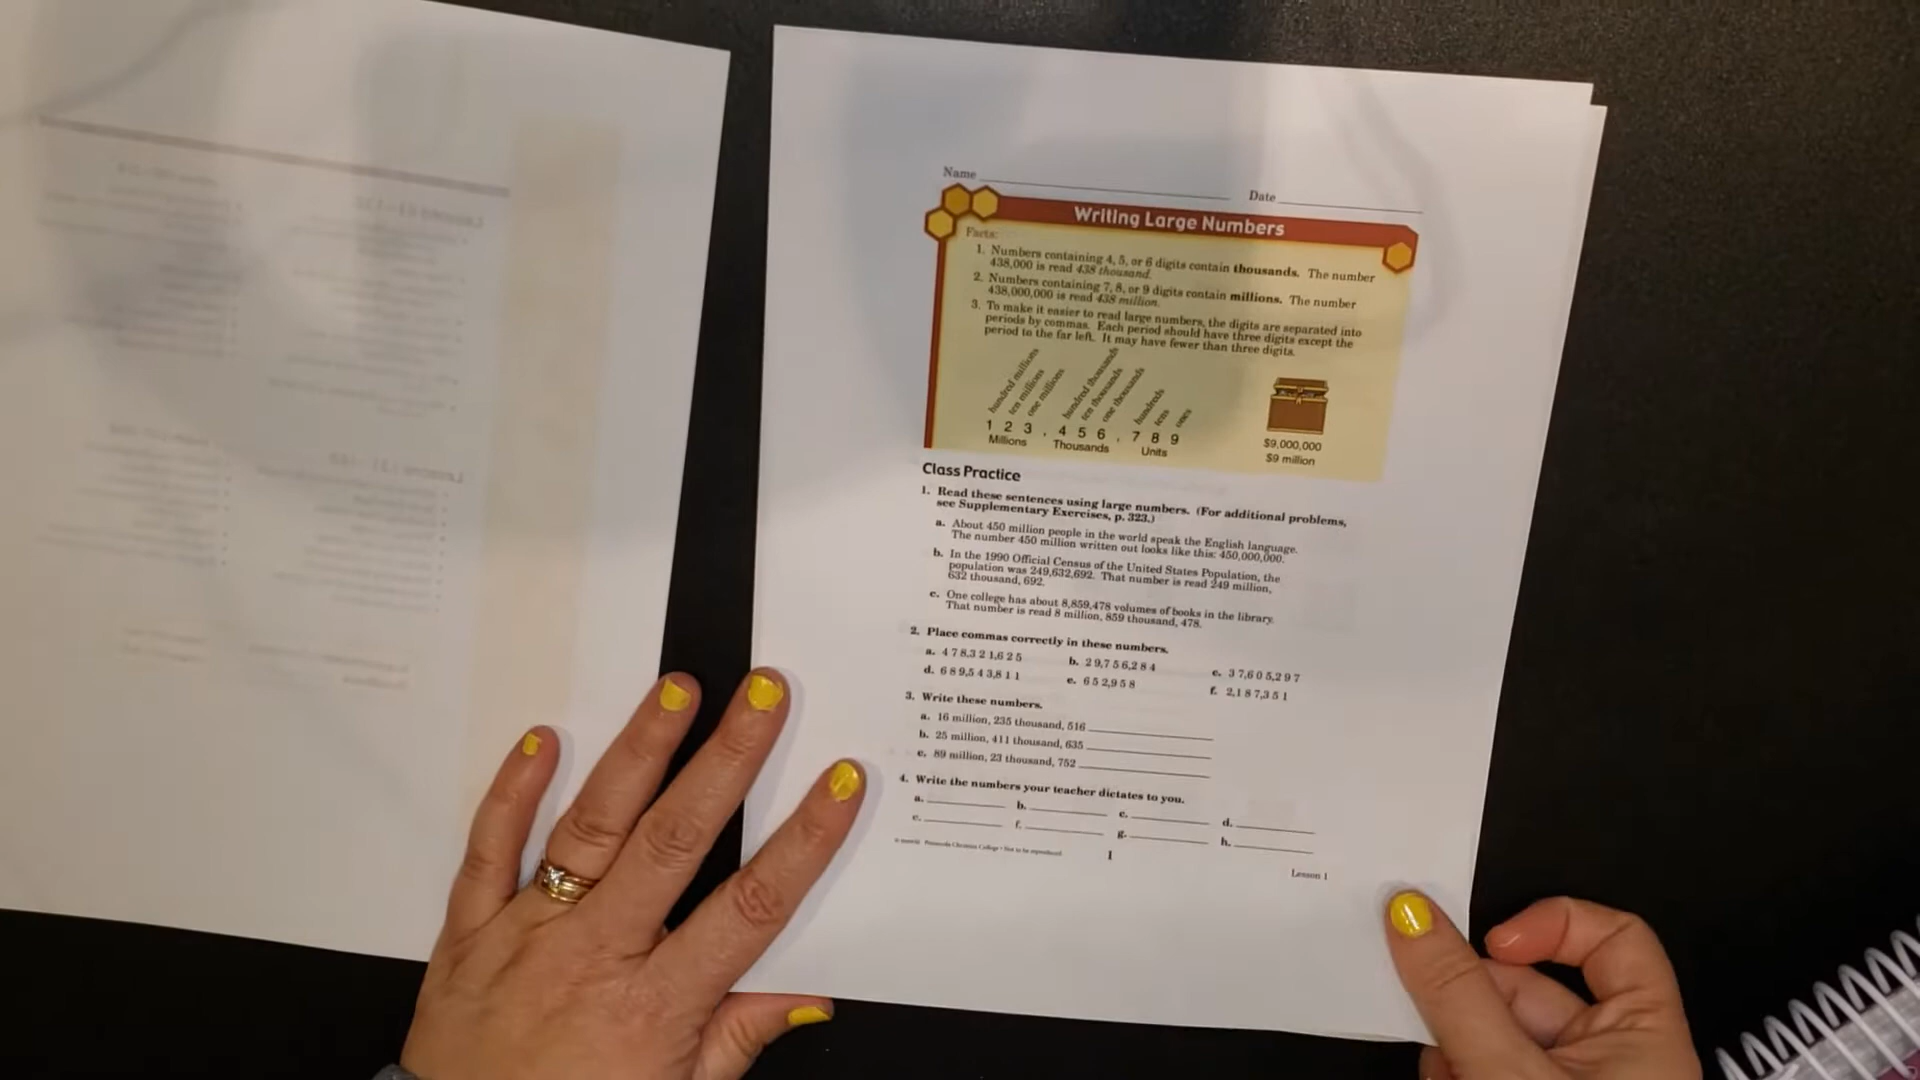 Name
Date
Writing Large Numbers
Facts:
1. Numbers containing 4, 5, or 6 digits contain thousands. The number
438,000 is read 438 thousand.
2. Numbers containing 7, 8, or 9 digits contain millions. The number
438,000,000 is read 438 million.
3. To make it easier to read large numbers, the digits are separated into
periods by commas. Each period should have three digits except the
period to the far left. It may have fewer than three digits.
hundred millions
ten millions
one millions
hundred thousands
ten thousands
one thousands
hundreds
tens
ones
1 2 3 , 4 5 6 , 7 8 9
Millions Thousands Units
$9,000,000
$9 million
Class Practice
1. Read these sentences using large numbers. (For additional problems,
see Supplementary Exercises, p. 323.)
a. About 450 million people in the world speak the English language.
The number 450 million written out looks like this: 450,000,000.
b. In the 1990 Official Census of the United States Population, the
population was 249,632,692. That number is read 249 million,
632 thousand, 692.
c. One college has about 8,859,478 volumes of books in the library.
That number is read 8 million, 859 thousand, 478.
2. Place commas correctly in these numbers.
a. 4 7 8,3 2 1,6 2 5 b. 2 9,7 5 6,2 8 4 c. 3 7,6 0 5,2 9 7
d. 6 8 9,5 4 3,8 1 1 e. 6 5 2,9 5 8 f. 2,1 8 7,3 5 1
3. Write these numbers.
a. 16 million, 235 thousand, 516
b. 25 million, 411 thousand, 635
c. 89 million, 23 thousand, 752
4. Write the numbers your teacher dictates to you.
a. b. c. d.
e. f. g. h.
Pensacola Christian College • Not to be reproduced.
1
Lesson 1